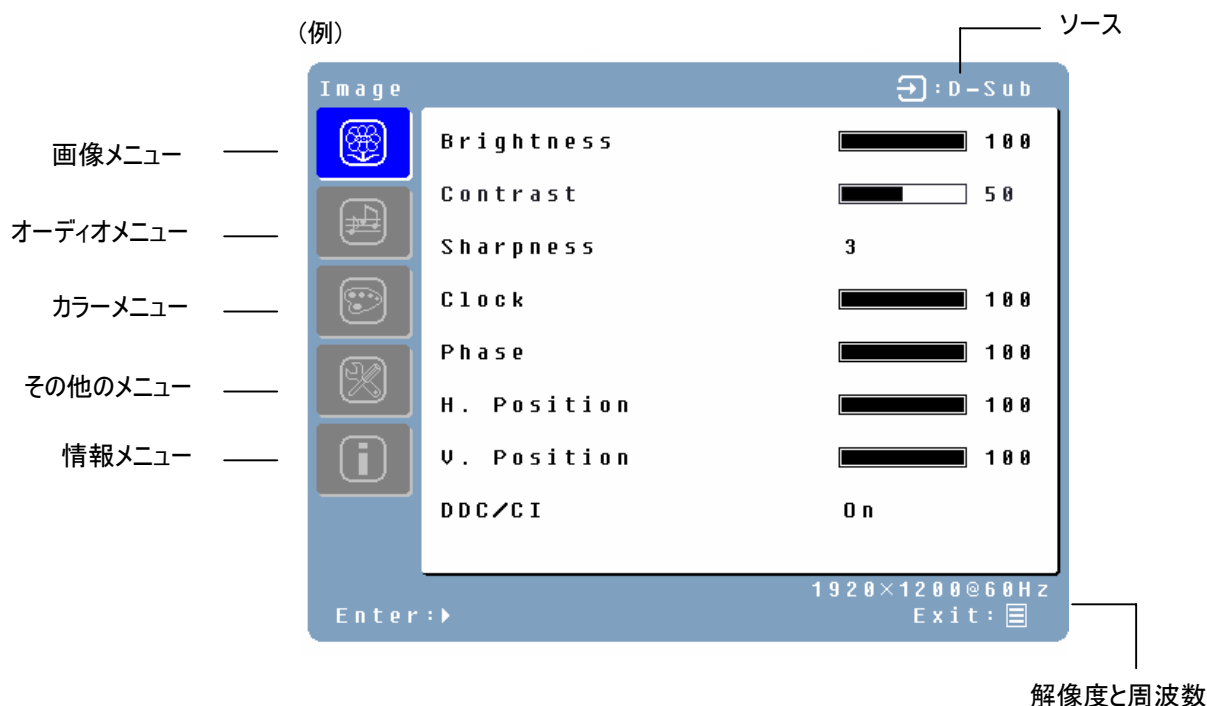 (例)
ソース
Image
:D-Sub
画像メニュー
Brightness 100
Contrast 50
オーディオメニュー
Sharpness 3
カラーメニュー
Clock 100
Phase 100
その他のメニュー
H. Position 100
情報メニュー
V. Position 100
DDC/CI On
1920×1200@60Hz
Enter:
Exit:
解像度と周波数